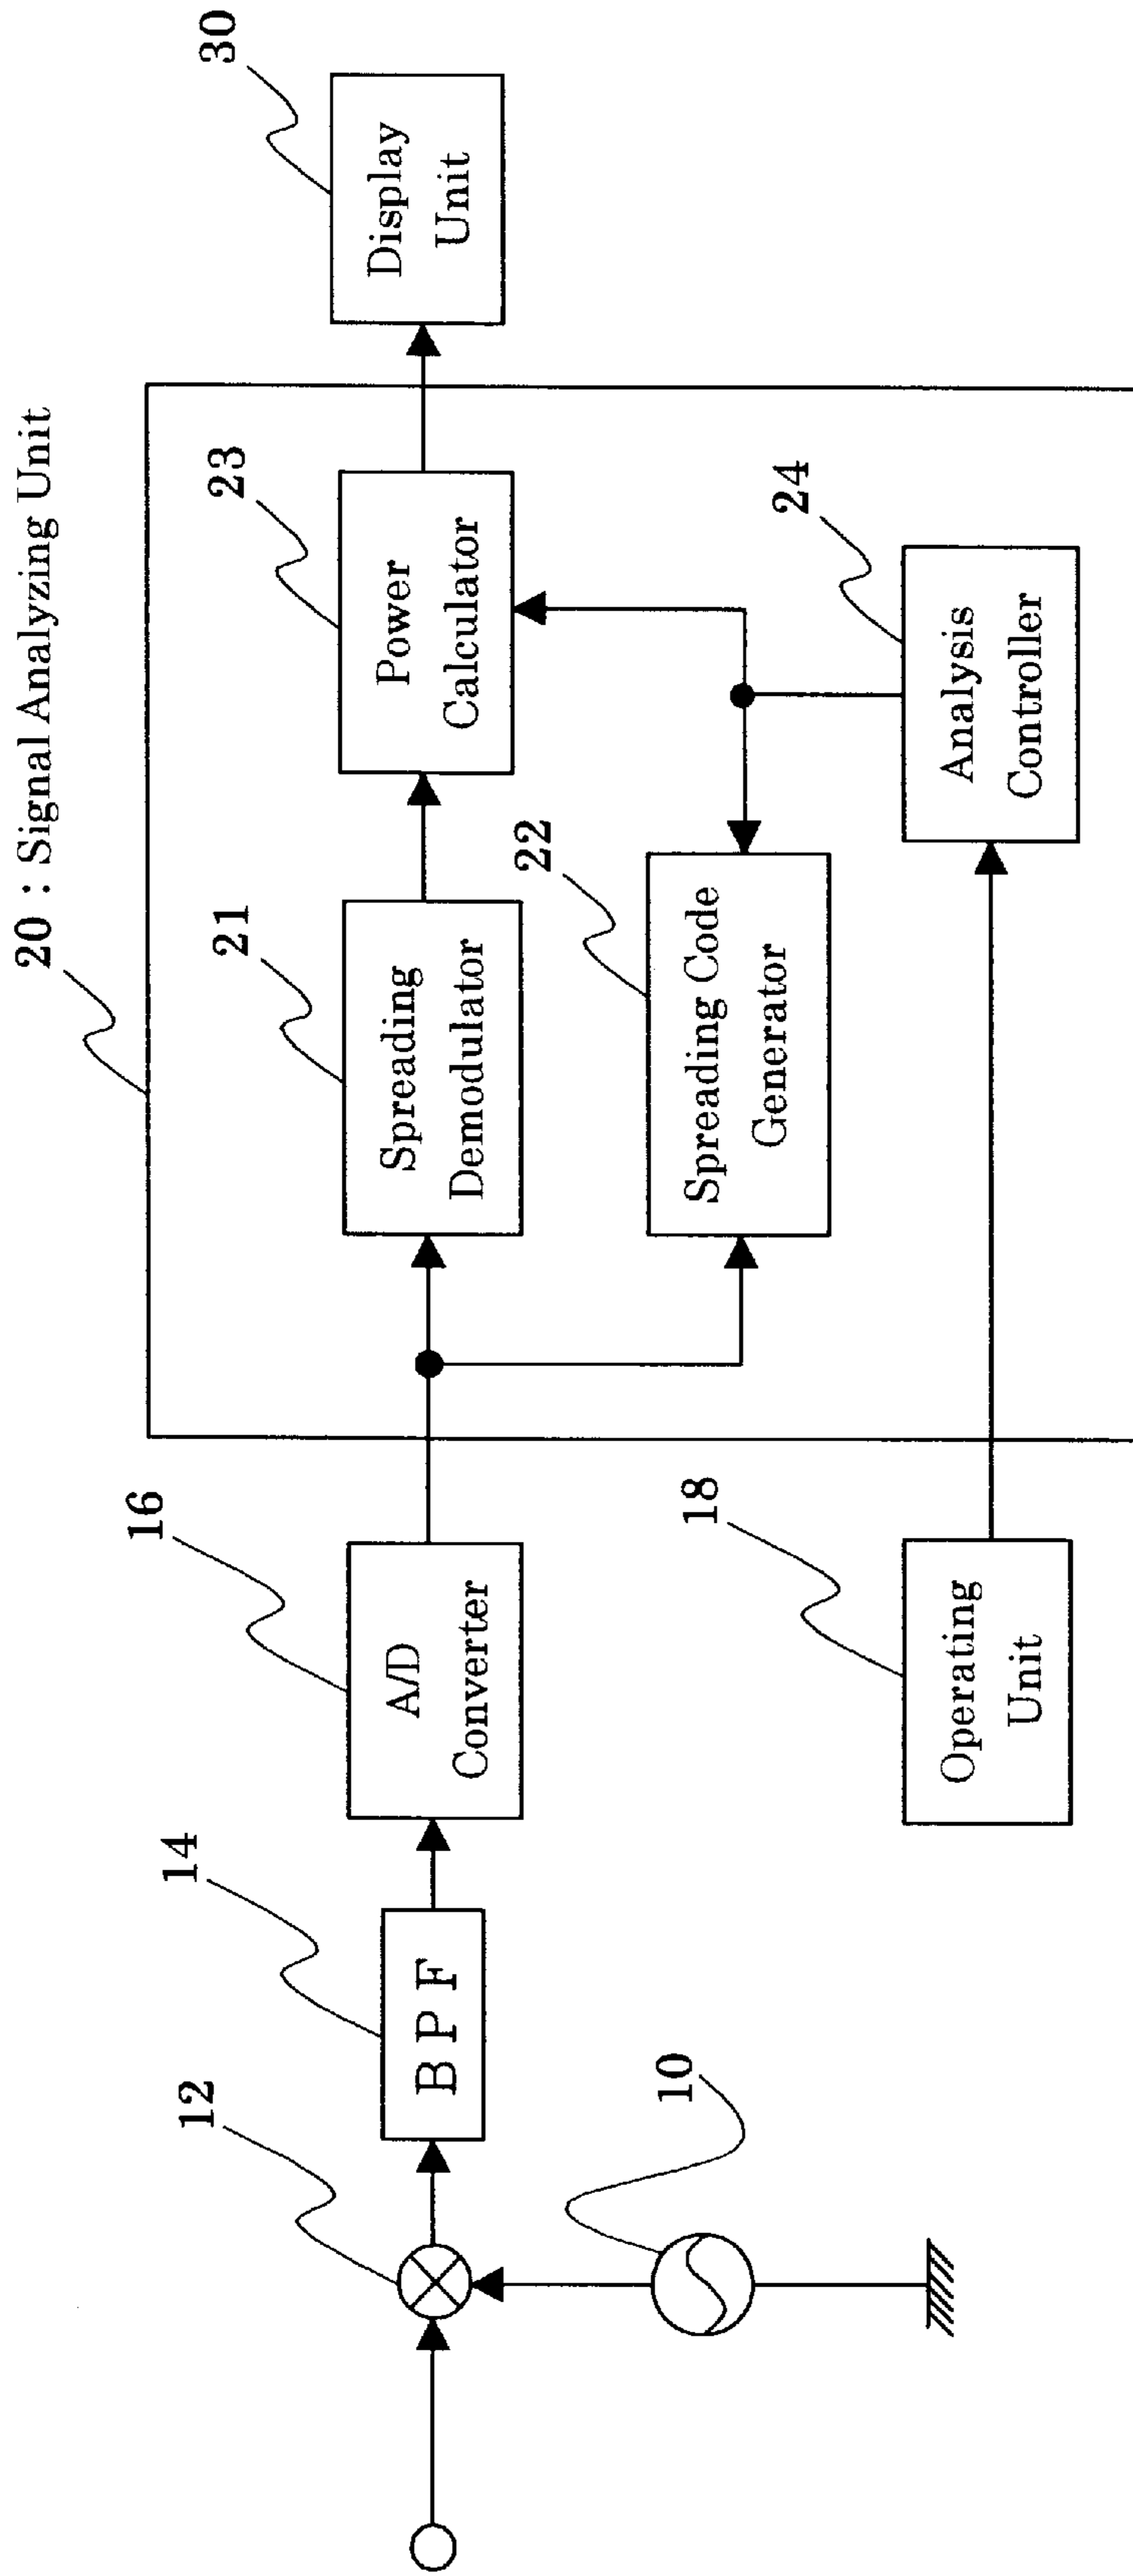 20 : Signal Analyzing Unit
12
14
B P F
16
A/D
Converter
21
Spreading
Demodulator
23
Power
Calculator
30
Display
Unit
10
22
Spreading Code
Generator
18
Operating
Unit
24
Analysis
Controller